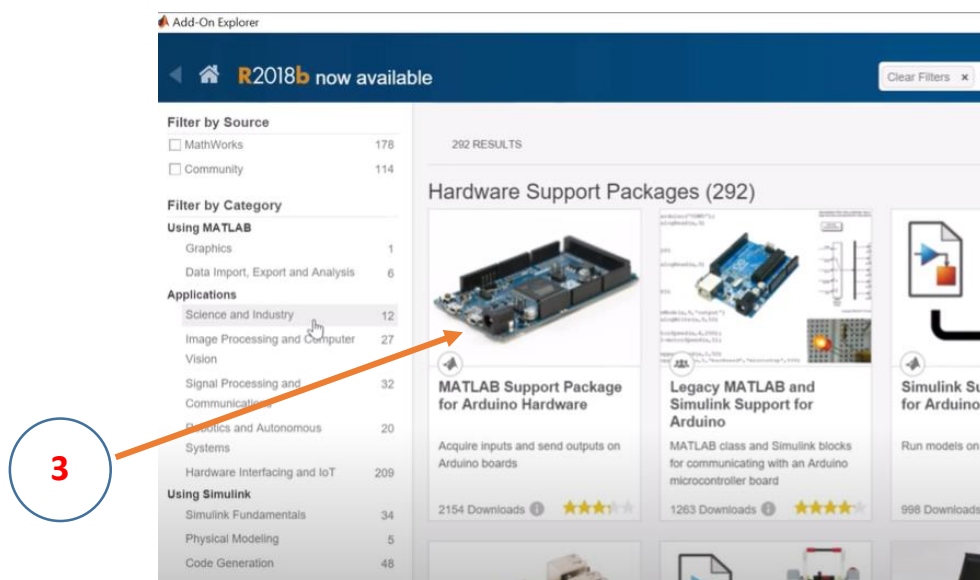 Add-On Explorer
R2018b now available
Clear Filters ×
Filter by Source
MathWorks 178
Community 114
292 RESULTS
Filter by Category
Using MATLAB
Graphics 1
Data Import, Export and Analysis 6
Applications
Science and Industry 12
Image Processing and Computer
Vision 27
Signal Processing and
Communications 32
Robotics and Autonomous
Systems 20
Hardware Interfacing and IoT 209
Using Simulink
Simulink Fundamentals 34
Physical Modeling 5
Code Generation 48
Hardware Support Packages (292)
MATLAB Support Package
for Arduino Hardware
Acquire inputs and send outputs on
Arduino boards
2154 Downloads
Legacy MATLAB and
Simulink Support for
Arduino
MATLAB class and Simulink blocks
for communicating with an Arduino
microcontroller board
1263 Downloads
Simulink Su
for Arduino
Run models on
998 Downloads
3